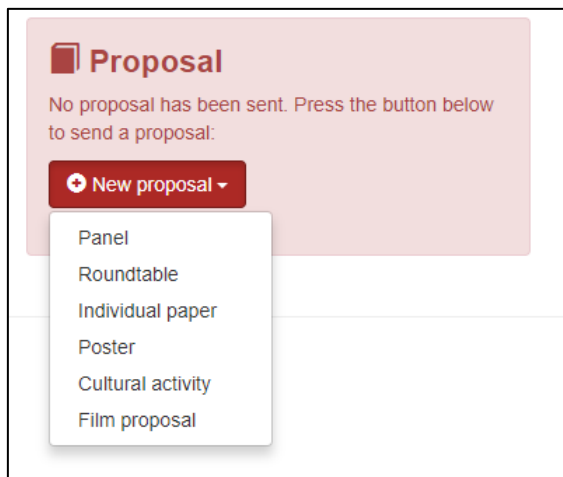 Proposal
No proposal has been sent. Press the button below
to send a proposal:
New proposal
Panel
Roundtable
Individual paper
Poster
Cultural activity
Film proposal